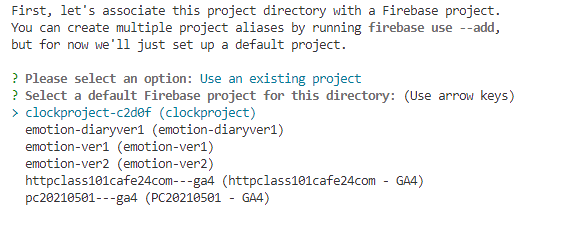 First, let's associate this project directory with a Firebase project.
You can create multiple project aliases by running firebase use --add,
but for now we'll just set up a default project.
? Please select an option: Use an existing project
? Select a default Firebase project for this directory: (Use arrow keys)
> clockproject-c2d0f (clockproject)
emotion-diaryver1 (emotion-diaryver1)
emotion-ver1 (emotion-ver1)
emotion-ver2 (emotion-ver2)
httpclass101cafe24com---ga4 (httpclass101cafe24com - GA4)
pc20210501---ga4 (PC20210501 - GA4)